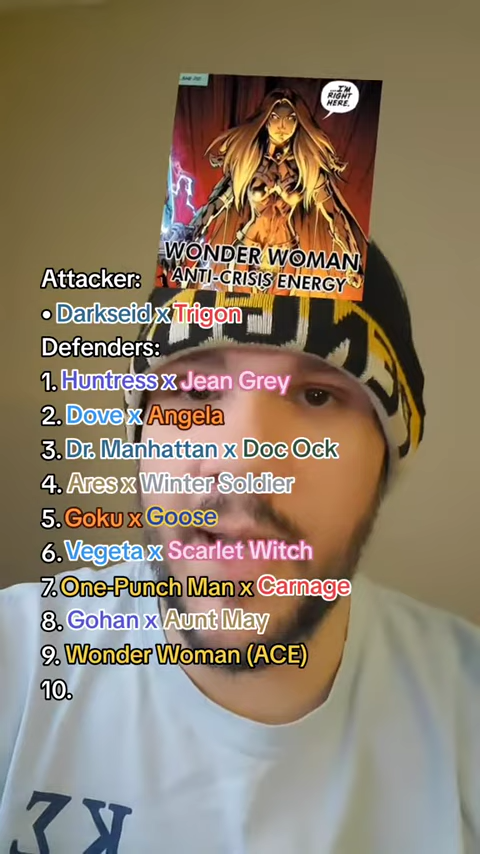 ...I'M
RIGHT
HERE.
WONDER WOMAN
ANTI-CRISIS ENERGY
Attacker:
• Darkseid x Trigon
Defenders:
1. Huntress x Jean Grey
2. Dove x Angela
3. Dr. Manhattan x Doc Ock
4. Ares x Winter Soldier
5. Goku x Goose
6. Vegeta x Scarlet Witch
7. One-Punch Man x Carnage
8. Gohan x Aunt May
9. Wonder Woman (ACE)
10.
ΚΣ